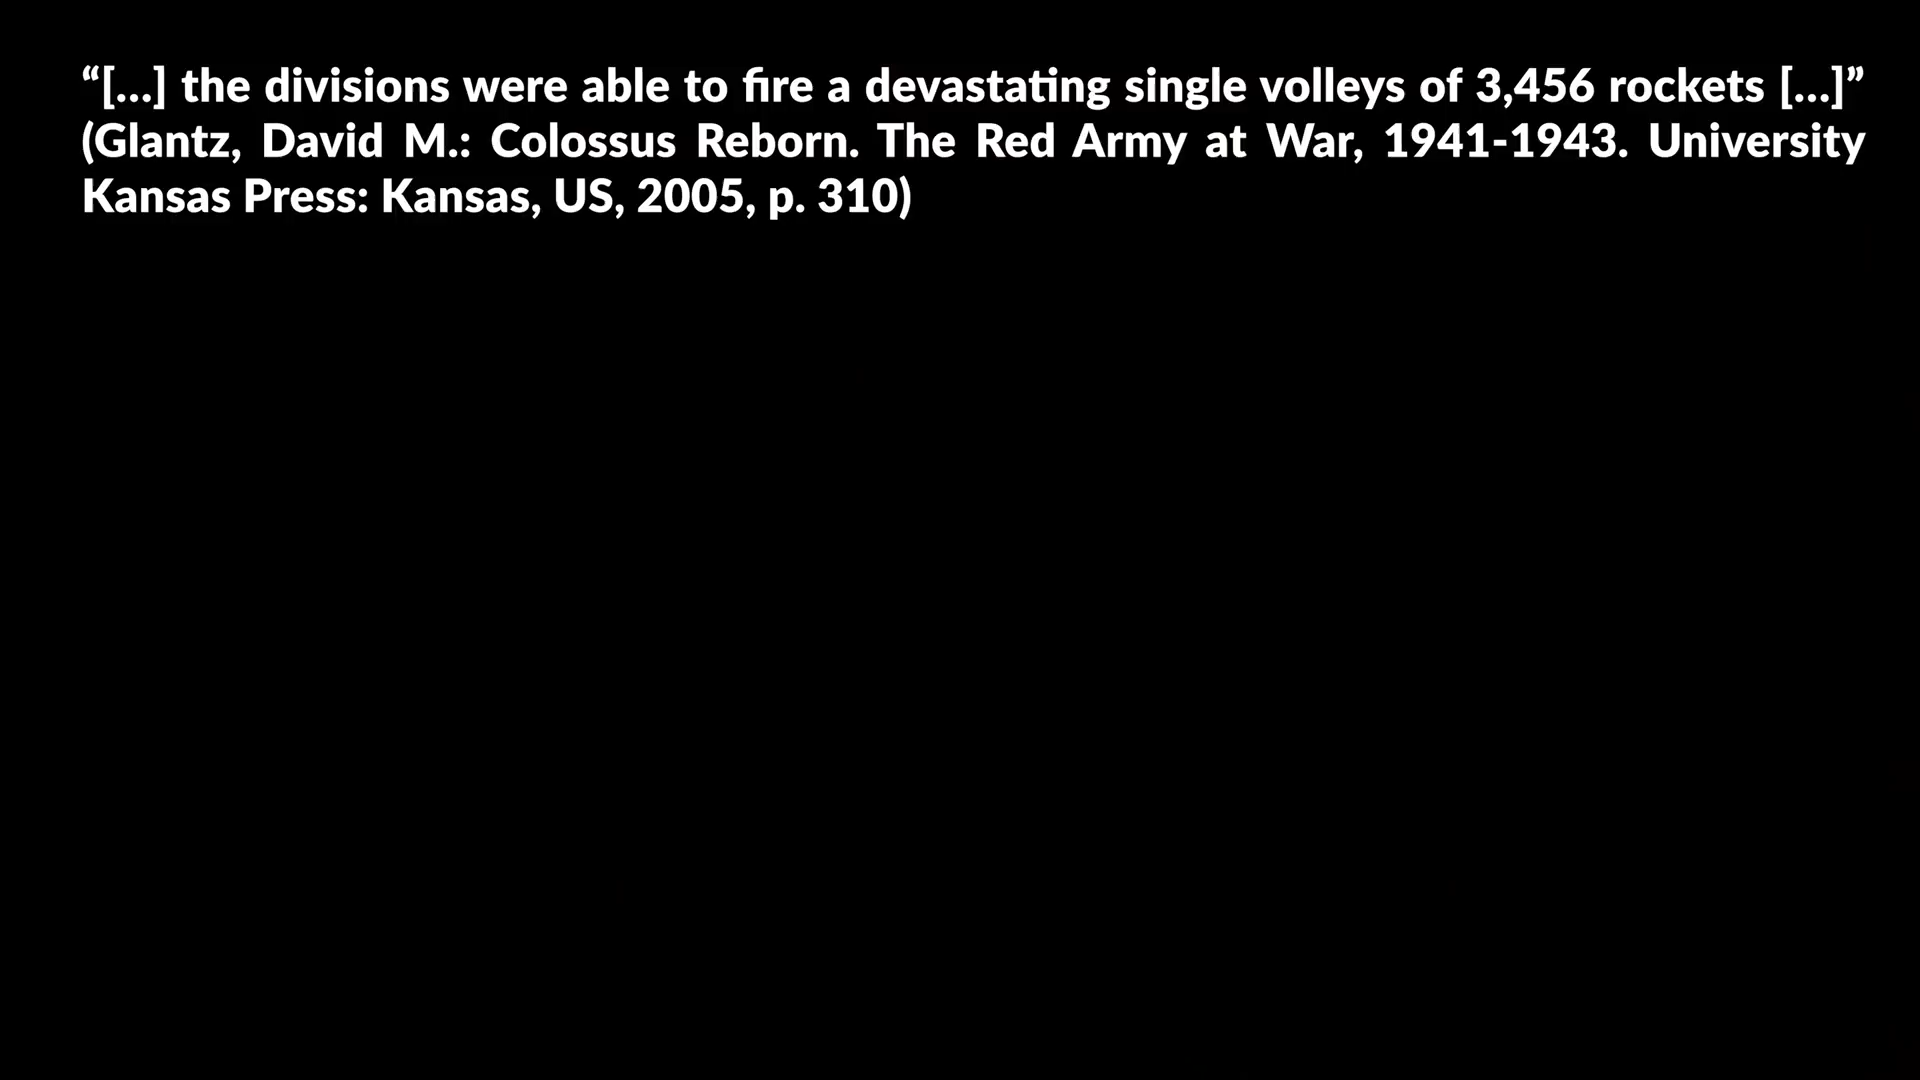 “[...] the divisions were able to fire a devastating single volleys of 3,456 rockets [...]”
(Glantz, David M.: Colossus Reborn. The Red Army at War, 1941-1943. University
Kansas Press: Kansas, US, 2005, p. 310)